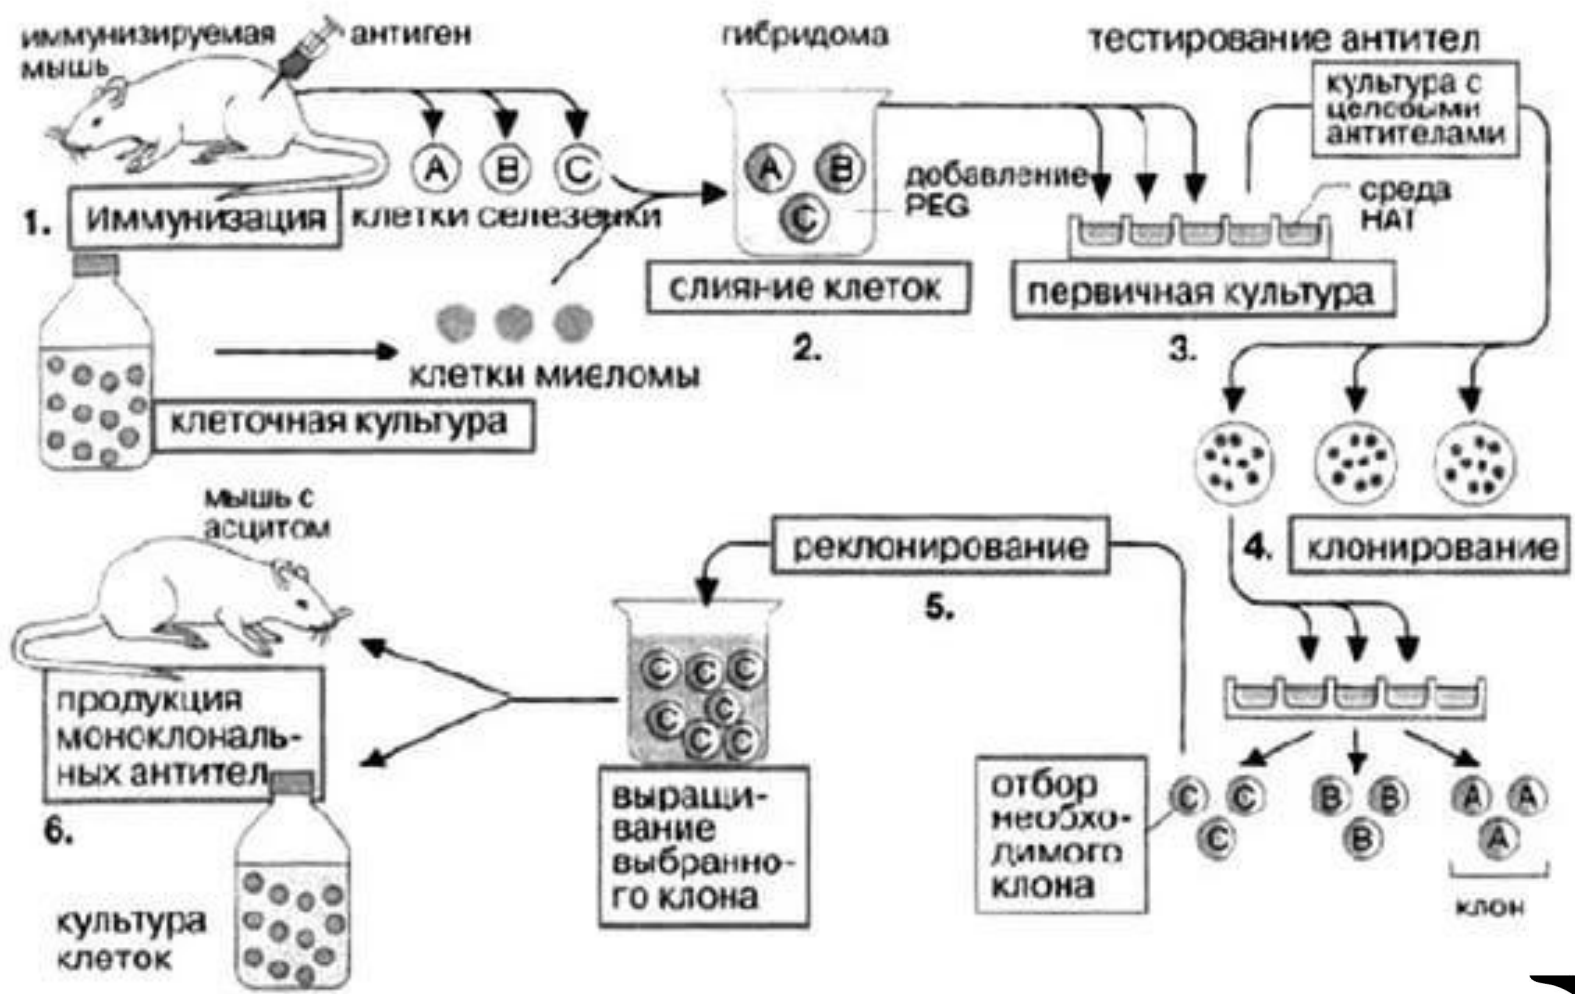 иммунизируемая
мышь
антиген
A B C
1. Иммунизация
клетки селезенки
клетки миеломы
клеточная культура
гибридома
A B
C
добавление
PEG
слияние клеток
2.
тестирование антител
культура с
целевыми
антителами
среда
HAT
первичная культура
3.
4. клонирование
C C
C
B B
B
A A
A
клон
отбор
необхо-
димого
клона
реклонирование
5.
C C C
C C
C C
выращи-
вание
выбранно-
го клона
мышь с
асцитом
продукция
моноклональ-
ных антител
6.
культура
клеток